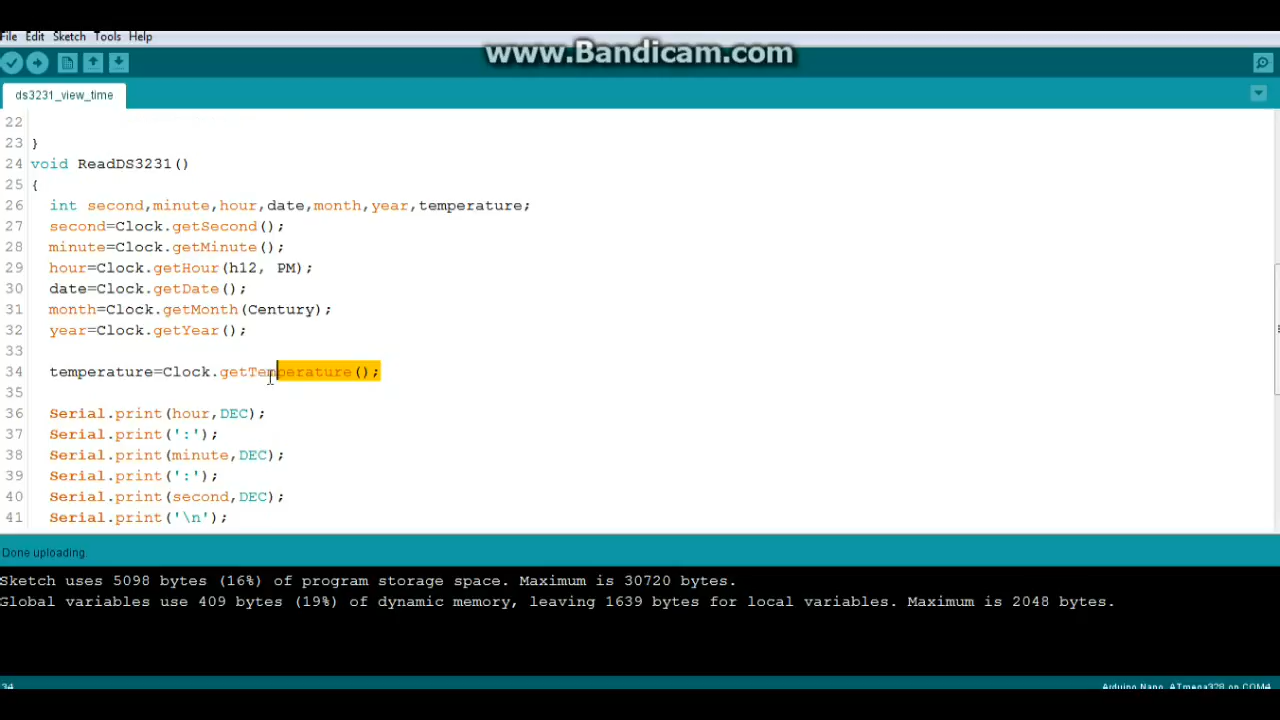 www.Bandicam.com
File Edit Sketch Tools Help
ds3231_view_time
22
23 }
24 void ReadDS3231()
25 {
26 int second,minute,hour,date,month,year,temperature;
27 second=Clock.getSecond();
28 minute=Clock.getMinute();
29 hour=Clock.getHour(h12, PM);
30 date=Clock.getDate();
31 month=Clock.getMonth(Century);
32 year=Clock.getYear();
33
34 temperature=Clock.getTemperature();
35
36 Serial.print(hour,DEC);
37 Serial.print(':');
38 Serial.print(minute,DEC);
39 Serial.print(':');
40 Serial.print(second,DEC);
41 Serial.print('\n');
Done uploading.
Sketch uses 5098 bytes (16%) of program storage space. Maximum is 30720 bytes.
Global variables use 409 bytes (19%) of dynamic memory, leaving 1639 bytes for local variables. Maximum is 2048 bytes.
34 Arduino Nano, ATmega328 on COM4